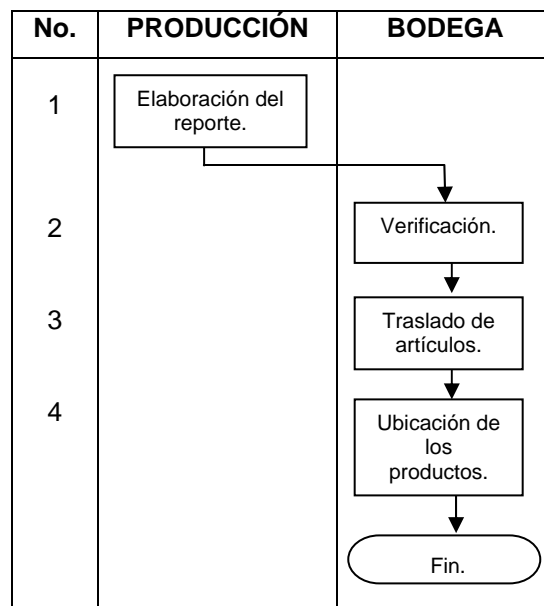 No. PRODUCCIÓN BODEGA
1
Elaboración del
reporte.
2
Verificación.
3
Traslado de
artículos.
4
Ubicación de
los
productos.
Fin.